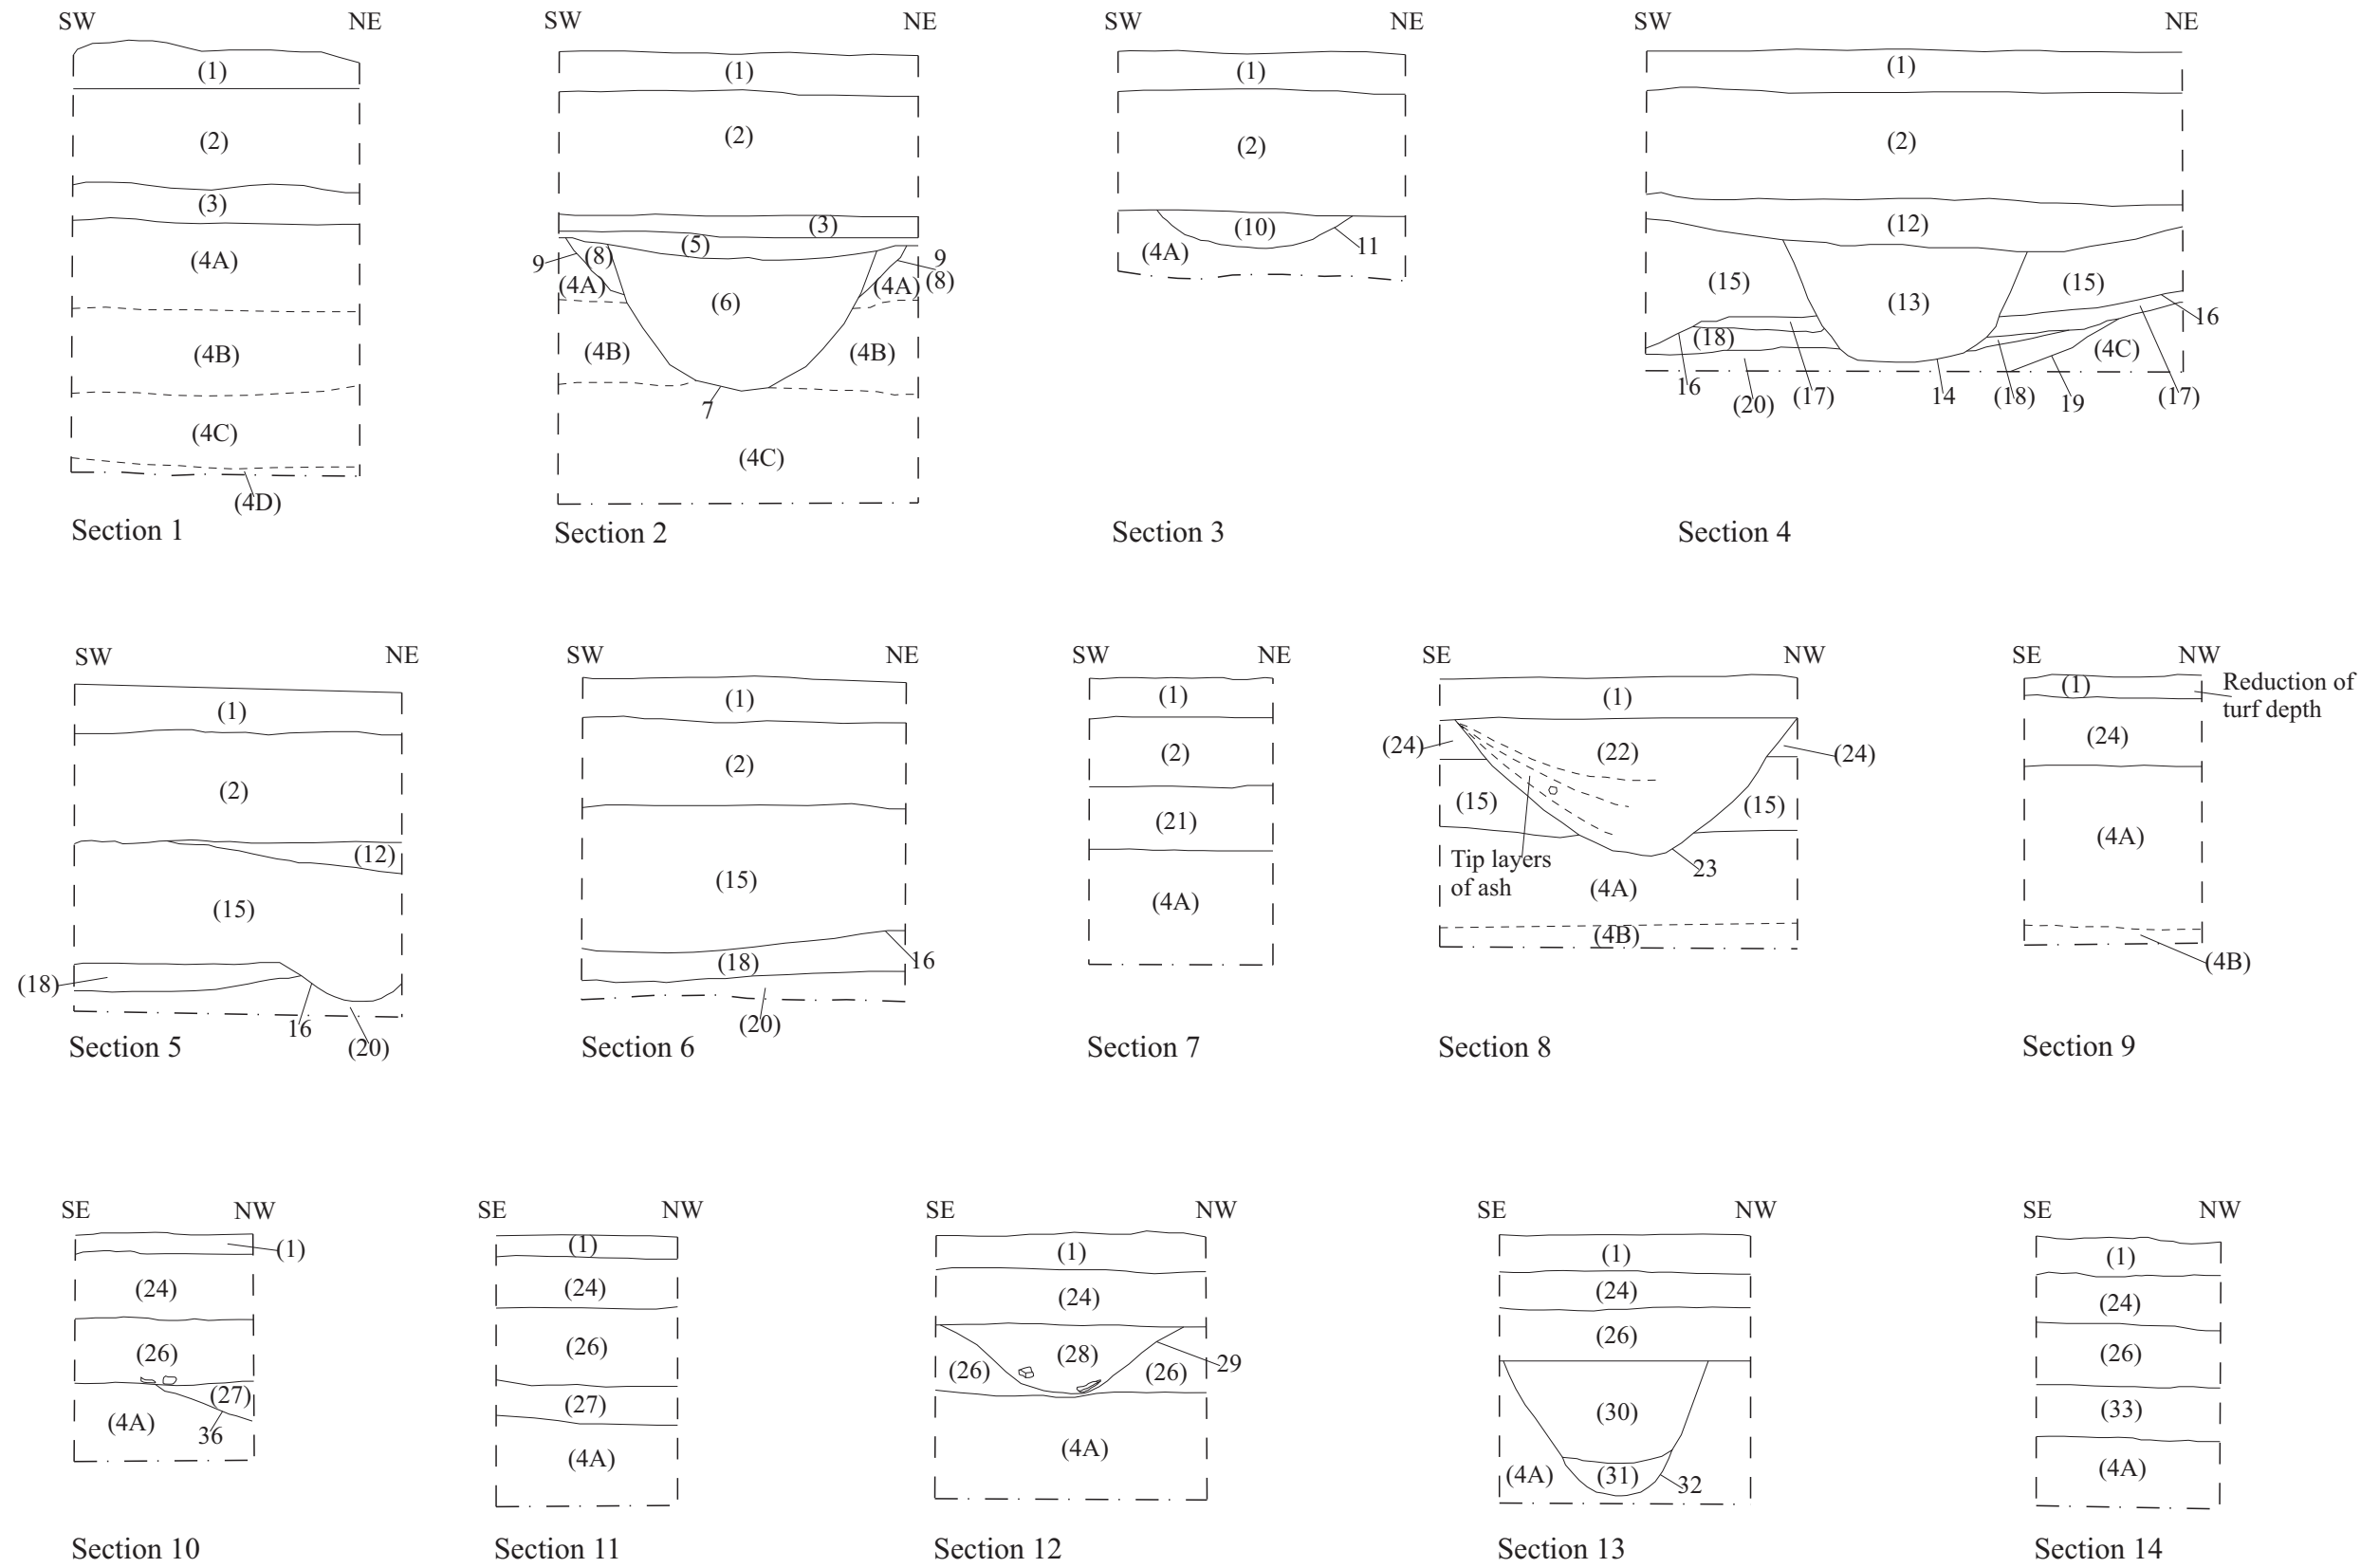 SW NE
(1)
(2)
(3)
(4A)
(4B)
(4C)
(4D)
Section 1
SW NE
(1)
(2)
(3)
(5)
9 (8) 9
(4A) (6) (4A) (8)
(4B) (4B)
7
(4C)
Section 2
SW NE
(1)
(2)
(10)
(4A) 11
Section 3
SW NE
(1)
(2)
(12)
(15) (13) (15)
16
(18) (4C)
16 (20) (17) 14 (18) 19 (17)
Section 4
SW NE
(1)
(2)
(12)
(15)
(18)
16 (20)
Section 5
SW NE
(1)
(2)
(15)
(18) 16
(20)
Section 6
SW NE
(1)
(2)
(21)
(4A)
Section 7
SE NW
(1)
(24) (22) (24)
(15) (15)
Tip layers
of ash
23
(4A)
(4B)
Section 8
SE NW
(1)
Reduction of
turf depth
(24)
(4A)
(4B)
Section 9
SE NW
(1)
(24)
(26)
(27)
(4A) 36
Section 10
SE NW
(1)
(24)
(26)
(27)
(4A)
Section 11
SE NW
(1)
(24)
(28)
(26) (26) 29
(4A)
Section 12
SE NW
(1)
(24)
(26)
(30)
(4A) (31) 32
Section 13
SE NW
(1)
(24)
(26)
(33)
(4A)
Section 14